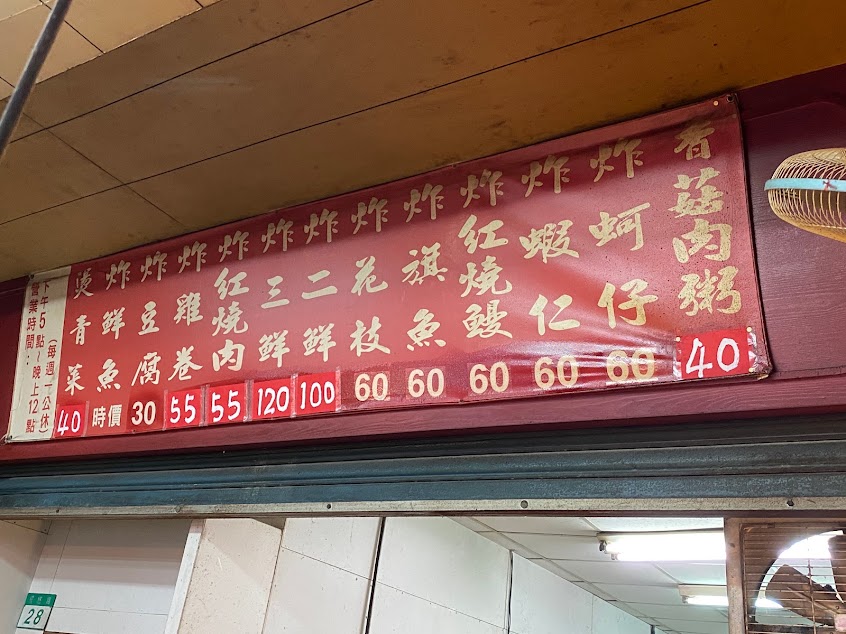 香菇肉粥 40
炸蚵仔 60
炸蝦仁 60
炸紅燒鰻 60
炸旗魚 60
炸花枝 60
炸二鮮 100
炸三鮮 120
炸紅燒肉 55
炸雞卷 55
炸豆腐 30
炸鮮魚 時價
燙青菜 40
營業時間：
下午5點~晚上12點
(每週一公休)
28